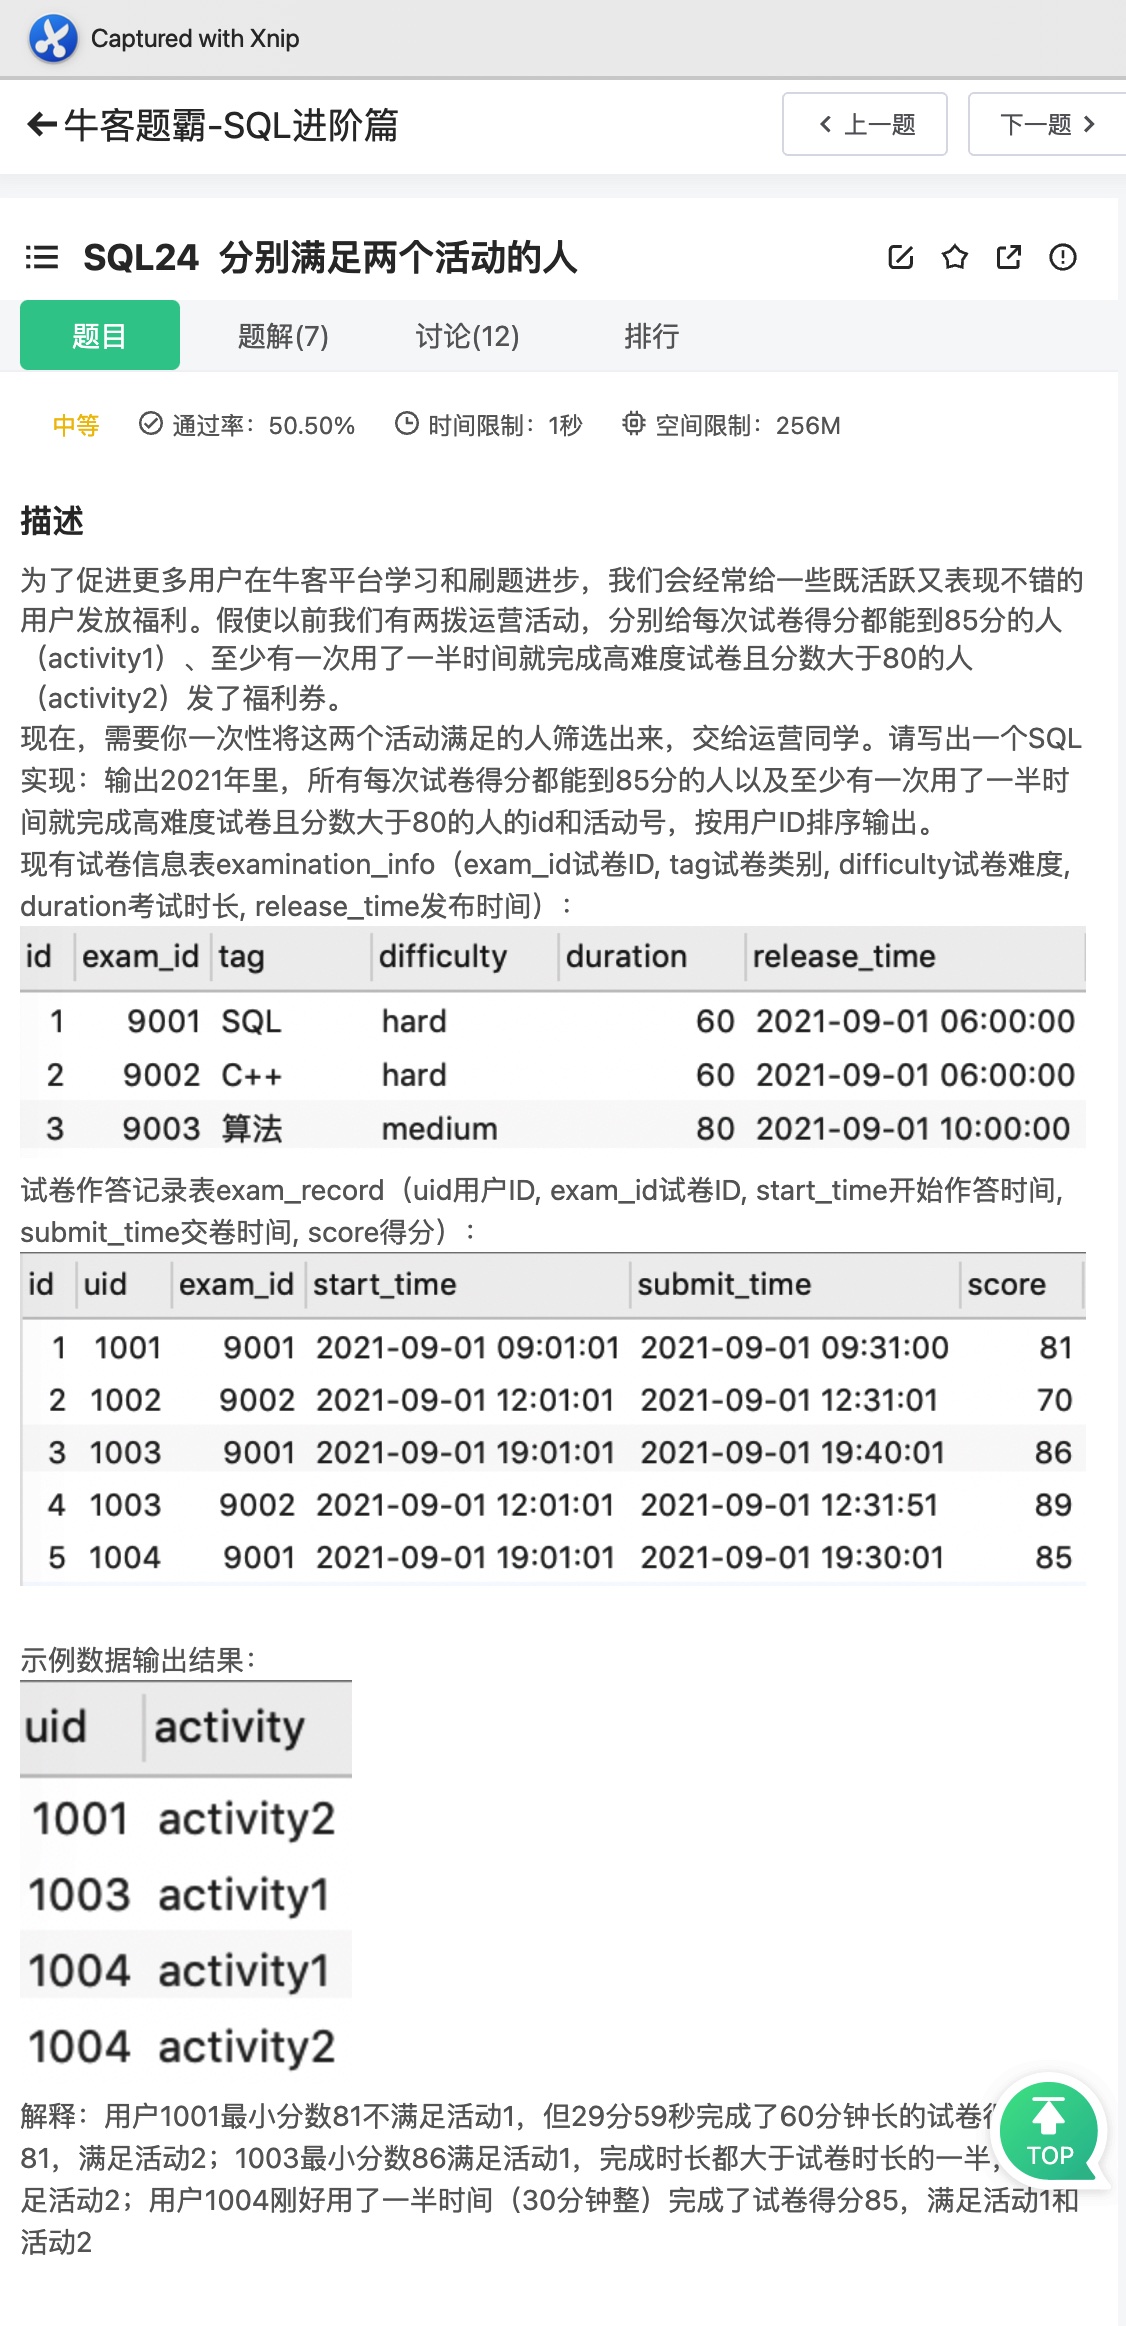 Captured with Xnip
牛客题霸-SQL进阶篇
上一题
下一题
SQL24 分别满足两个活动的人
题目
题解(7)
讨论(12)
排行
中等
通过率：50.50%
时间限制：1秒
空间限制：256M
描述
为了促进更多用户在牛客平台学习和刷题进步，我们会经常给一些既活跃又表现不错的
用户发放福利。假使以前我们有两拨运营活动，分别给每次试卷得分都能到85分的人
（activity1）、至少有一次用了一半时间就完成高难度试卷且分数大于80的人
（activity2）发了福利券。
现在，需要你一次性将这两个活动满足的人筛选出来，交给运营同学。请写出一个SQL
实现：输出2021年里，所有每次试卷得分都能到85分的人以及至少有一次用了一半时
间就完成高难度试卷且分数大于80的人的id和活动号，按用户ID排序输出。
现有试卷信息表examination_info（exam_id试卷ID, tag试卷类别, difficulty试卷难度,
duration考试时长, release_time发布时间）：
id exam_id tag difficulty duration release_time
1 9001 SQL hard 60 2021-09-01 06:00:00
2 9002 C++ hard 60 2021-09-01 06:00:00
3 9003 算法 medium 80 2021-09-01 10:00:00
试卷作答记录表exam_record（uid用户ID, exam_id试卷ID, start_time开始作答时间,
submit_time交卷时间, score得分）：
id uid exam_id start_time submit_time score
1 1001 9001 2021-09-01 09:01:01 2021-09-01 09:31:00 81
2 1002 9002 2021-09-01 12:01:01 2021-09-01 12:31:01 70
3 1003 9001 2021-09-01 19:01:01 2021-09-01 19:40:01 86
4 1003 9002 2021-09-01 12:01:01 2021-09-01 12:31:51 89
5 1004 9001 2021-09-01 19:01:01 2021-09-01 19:30:01 85
示例数据输出结果：
uid activity
1001 activity2
1003 activity1
1004 activity1
1004 activity2
解释：用户1001最小分数81不满足活动1，但29分59秒完成了60分钟长的试卷
81，满足活动2；1003最小分数86满足活动1，完成时长都大于试卷时长的一半，
足活动2；用户1004刚好用了一半时间（30分钟整）完成了试卷得分85，满足活动1和
活动2
TOP